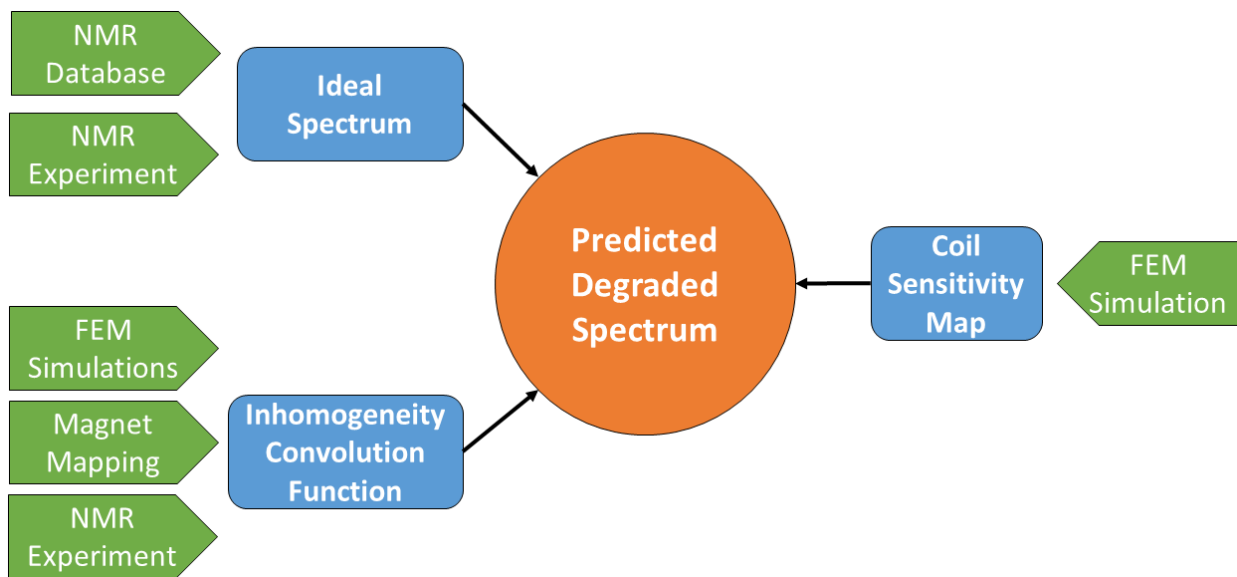 NMR
Database
NMR
Experiment
Ideal
Spectrum
Predicted
Degraded
Spectrum
Coil
Sensitivity
Map
FEM
Simulation
FEM
Simulations
Magnet
Mapping
NMR
Experiment
Inhomogeneity
Convolution
Function